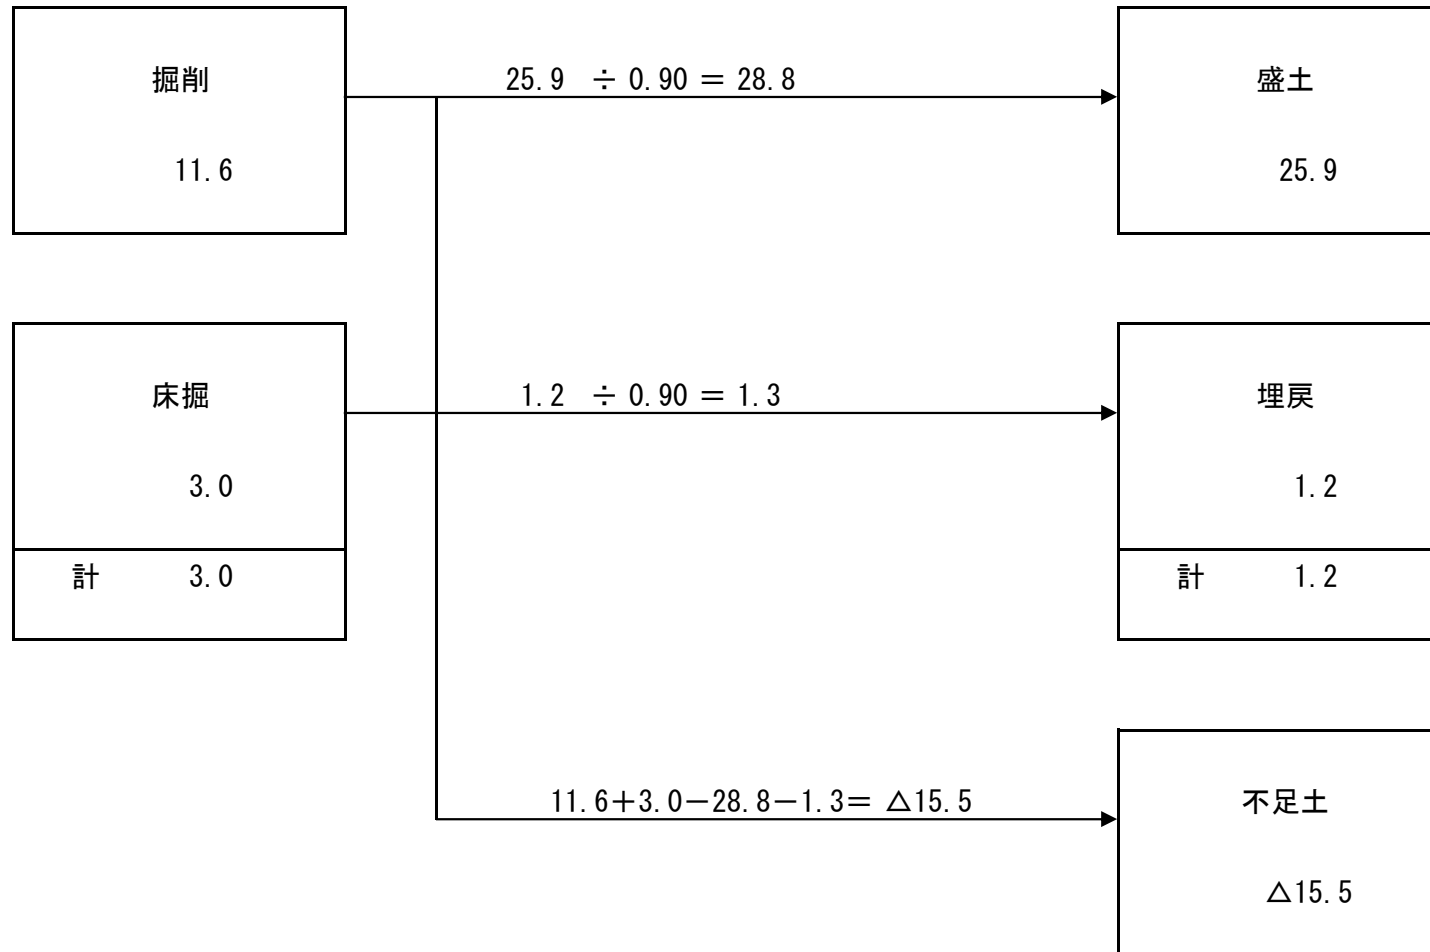 掘削
25.9 ÷ 0.90 = 28.8
盛土
11.6
25.9
床掘
1.2 ÷ 0.90 = 1.3
埋戻
3.0
1.2
計 3.0
計 1.2
11.6+3.0−28.8−1.3= △15.5
不足土
△15.5